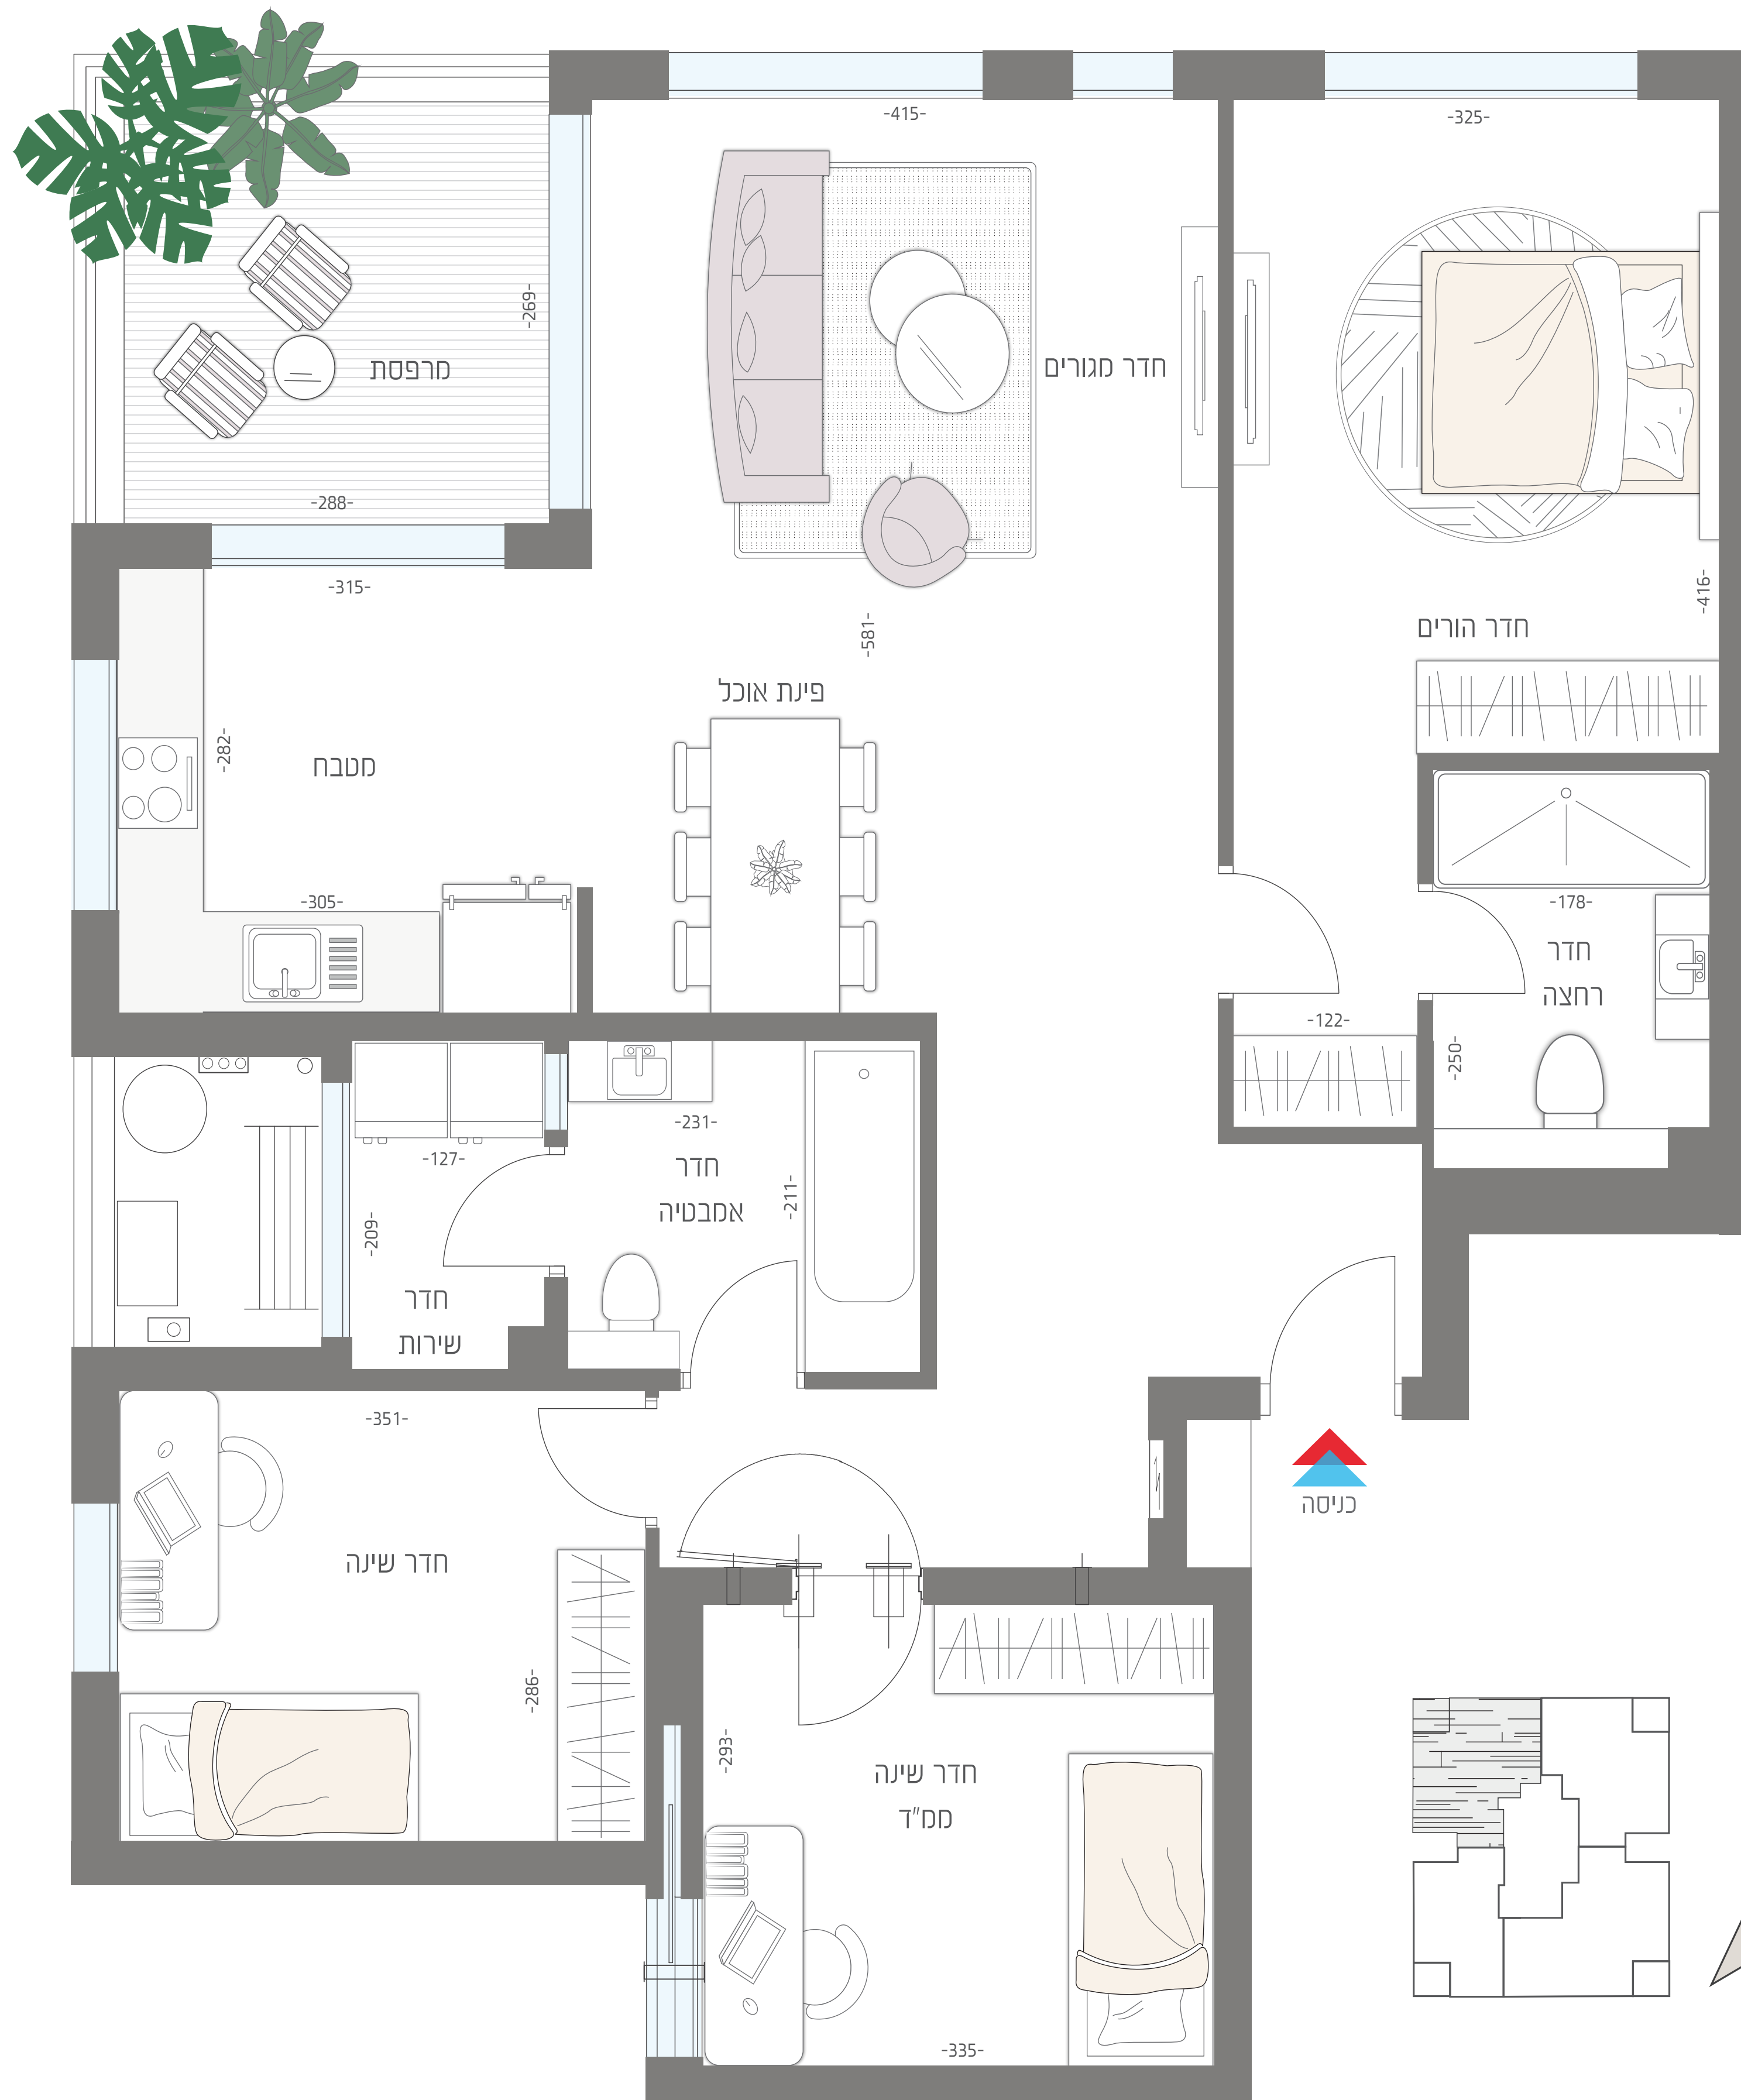 -415-
-325-
-269-
מרפסת
חדר מגורים
-288-
-315-
-416-
-581-
חדר הורים
פינת אוכל
-282-
מטבח
-305-
-178-
חדר
רחצה
-122-
-250-
-231-
-127-
חדר
אמבטיה
-211-
-209-
חדר
שירות
-351-
כניסה
חדר שינה
-286-
-293-
חדר שינה
ממ"ד
-335-